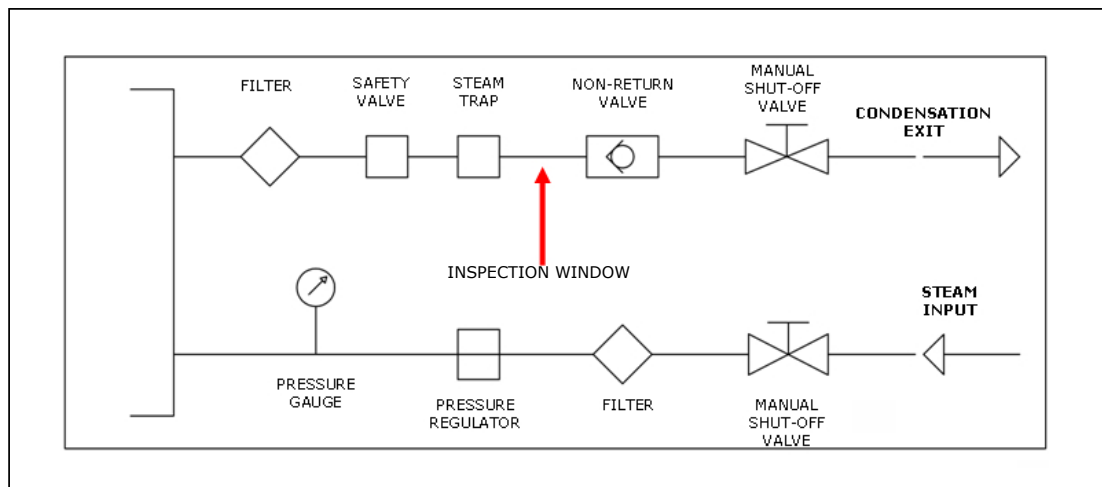 FILTER
SAFETY
VALVE
STEAM
TRAP
NON-RETURN
VALVE
MANUAL
SHUT-OFF
VALVE
CONDENSATION
EXIT
INSPECTION WINDOW
STEAM
INPUT
PRESSURE
GAUGE
PRESSURE
REGULATOR
FILTER
MANUAL
SHUT-OFF
VALVE